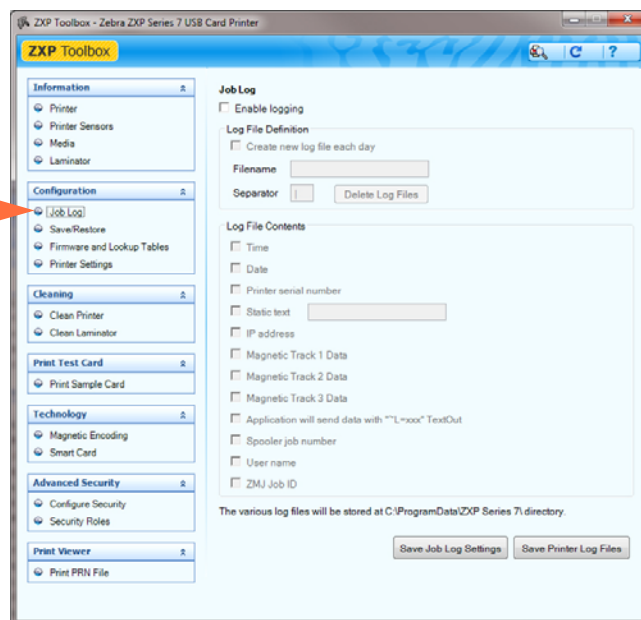 ZXP Toolbox - Zebra ZXP Series 7 USB Card Printer
ZXP Toolbox
?
Information
Printer
Printer Sensors
Media
Laminator
Configuration
Job Log
Save/Restore
Firmware and Lookup Tables
Printer Settings
Cleaning
Clean Printer
Clean Laminator
Print Test Card
Print Sample Card
Technology
Magnetic Encoding
Smart Card
Advanced Security
Configure Security
Security Roles
Print Viewer
Print PRN File
Job Log
Enable logging
Log File Definition
Create new log file each day
Filename
Separator |
Delete Log Files
Log File Contents
Time
Date
Printer serial number
Static text
IP address
Magnetic Track 1 Data
Magnetic Track 2 Data
Magnetic Track 3 Data
Application will send data with "~L=xxx" TextOut
Spooler job number
User name
ZMJ Job ID
The various log files will be stored at C:\ProgramData\ZXP Series 7\ directory.
Save Job Log Settings
Save Printer Log Files